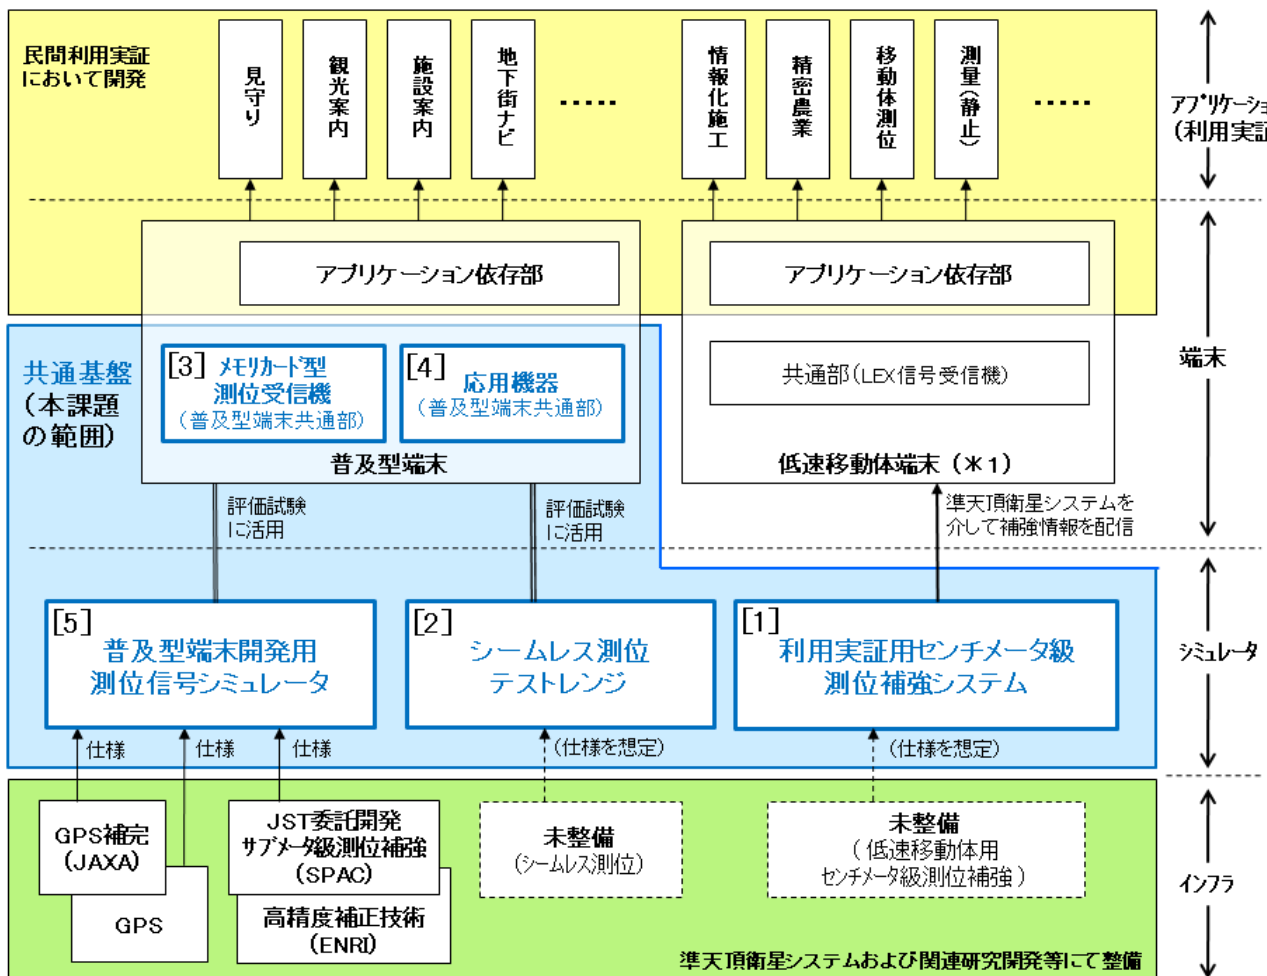 民間利用実証
において開発
見守り
観光案内
施設案内
地下街ナビ
・・・・・
情報化施工
精密農業
移動体測位
測量(静止)
・・・・・
アプリケーショ
(利用実証
アプリケーション依存部
アプリケーション依存部
端末
共通基盤
(本課題
の範囲)
[3] メモリカード型
測位受信機
(普及型端末共通部)
[4] 応用機器
(普及型端末共通部)
共通部(LEX信号受信機)
普及型端末
低速移動体端末(*1)
評価試験
に活用
評価試験
に活用
準天頂衛星システムを
介して補強情報を配信
[5]
普及型端末開発用
測位信号シミュレータ
[2]
シームレス測位
テストレンジ
[1]
利用実証用センチメータ級
測位補強システム
シミュレータ
仕様
仕様
仕様
(仕様を想定)
(仕様を想定)
GPS補完
(JAXA)
GPS
JST委託開発
サブメータ級測位補強
(SPAC)
高精度補正技術
(ENRI)
未整備
(シームレス測位)
未整備
(低速移動体用
センチメータ級測位補強)
インフラ
準天頂衛星システムおよび関連研究開発等にて整備